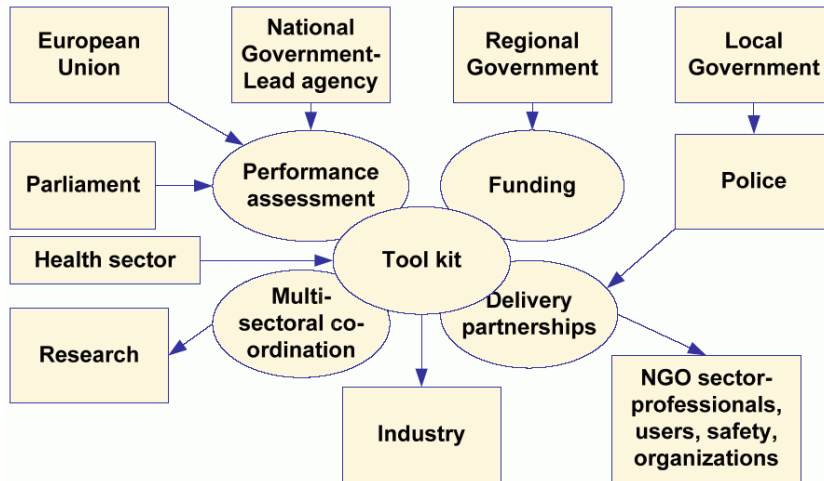 European
Union
National
Government-
Lead agency
Regional
Government
Local
Government
Parliament
Performance
assessment
Funding
Police
Health sector
Tool kit
Multi-
sectoral co-
ordination
Delivery
partnerships
Research
Industry
NGO sector-
professionals,
users, safety,
organizations